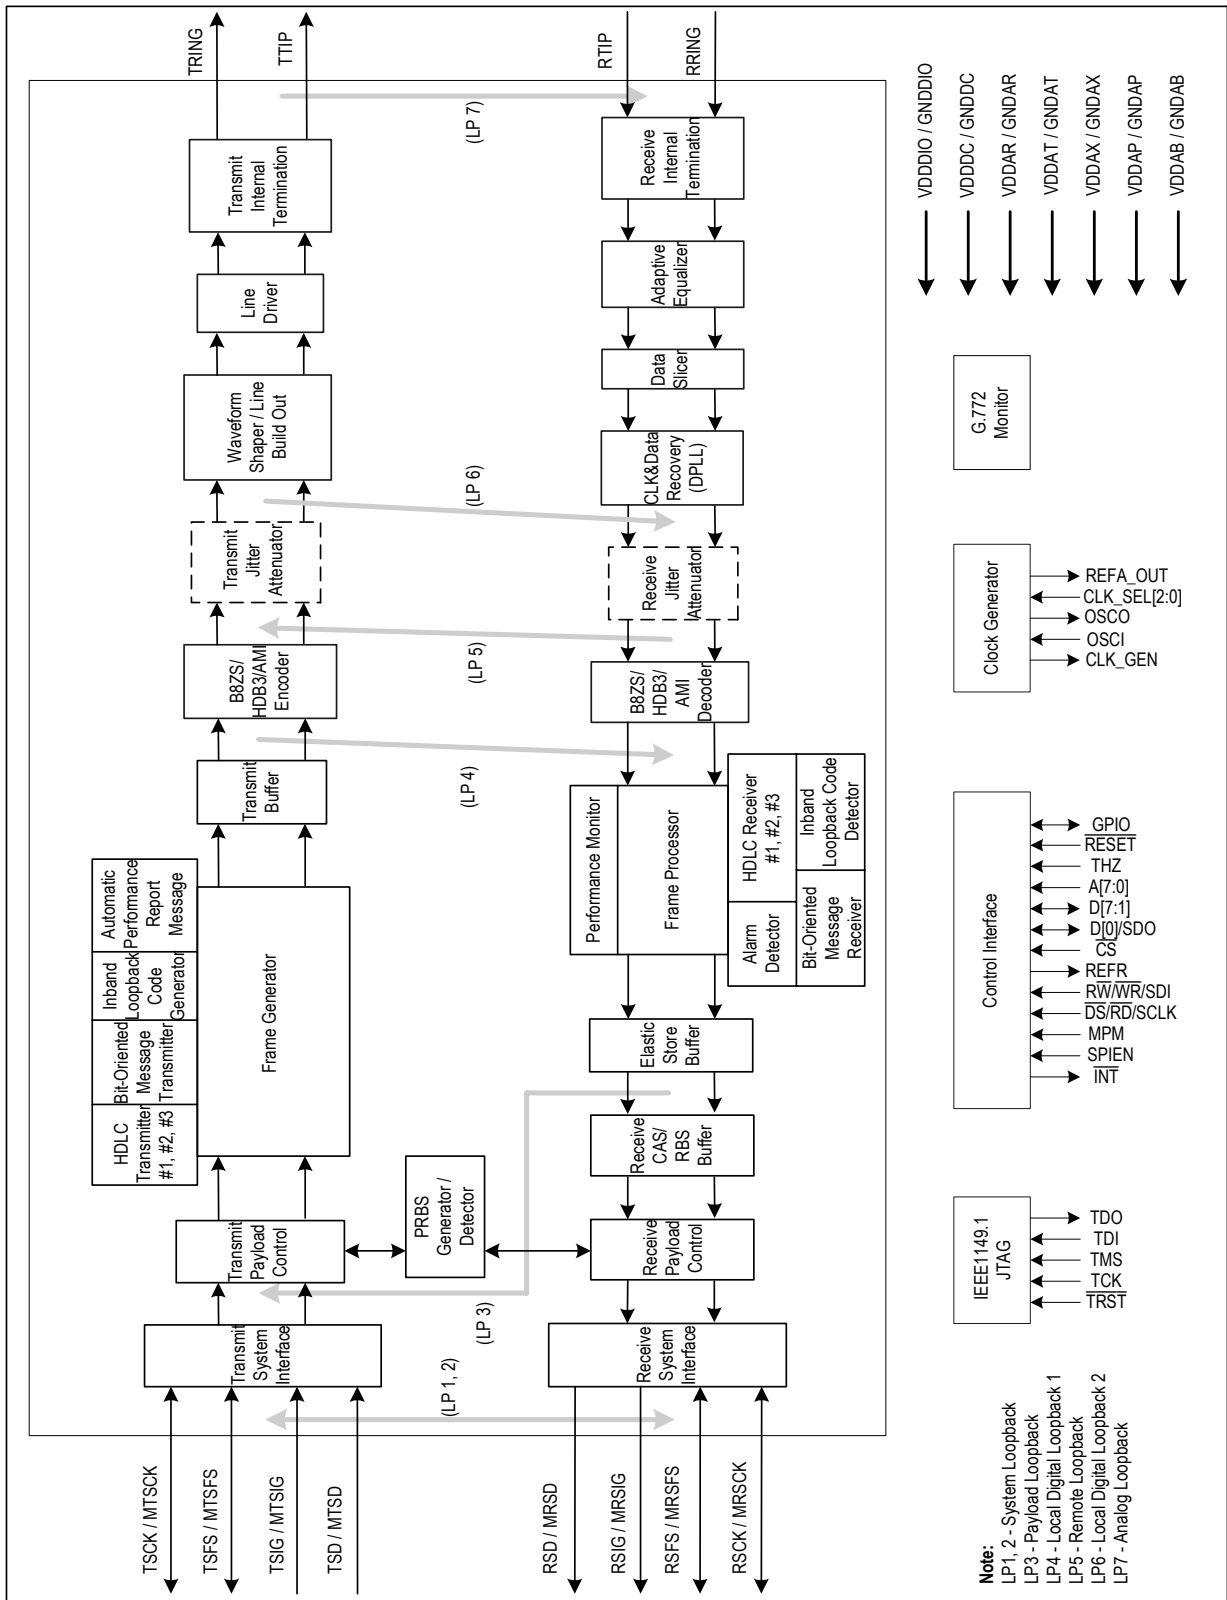 TRING
TTIP
RTIP
RRING
(LP 7)
Transmit
Internal
Termination
Receive
Internal
Termination
Line
Driver
Adaptive
Equalizer
Waveform
Shaper / Line
Build Out
Data
Slicer
(LP 6)
CLK&Data
Recovery
(DPLL)
Transmit
Jitter
Attenuator
Receive
Jitter
Attenuator
(LP 5)
B8ZS/
HDB3/AMI
Encoder
B8ZS/
HDB3/
AMI
Decoder
(LP 4)
Transmit
Buffer
Performance Monitor
Frame Processor
HDLC Receiver
#1, #2, #3
Inband
Loopback Code
Detector
Alarm
Detector
Bit-Oriented
Message
Receiver
Automatic
Performance
Report
Message
Inband
Loopback
Code
Generator
Bit-Oriented
Message
Transmitter
HDLC
Transmitter
#1, #2, #3
Frame Generator
Elastic
Store
Buffer
Receive
CAS/
RBS
Buffer
PRBS
Generator /
Detector
Transmit
Payload
Control
Receive
Payload
Control
(LP 3)
Transmit
System
Interface
Receive
System
Interface
(LP 1, 2)
TSCK / MTSCK
TSFS / MTSFS
TSIG / MTSIG
TSD / MTSD
RSD / MRSD
RSIG / MRSIG
RSFS / MRSFS
RSCK / MRSCK
VDDDIO / GNDDIO
VDDDC / GNDDC
VDDAR / GNDAR
VDDAT / GNDAT
VDDAX / GNDAX
VDDAP / GNDAP
VDDAB / GNDAB
G.772
Monitor
Clock Generator
REFA_OUT
CLK_SEL[2:0]
OSCO
OSCI
CLK_GEN
Control Interface
GPIO
RESET
THZ
A[7:0]
D[7:1]
D[0]/SDO
CS
REFR
RW/WR/SDI
DS/RD/SCLK
MPM
SPIEN
INT
IEEE1149.1
JTAG
TDO
TDI
TMS
TCK
TRST
Note:
LP1, 2 - System Loopback
LP3 - Payload Loopback
LP4 - Local Digital Loopback 1
LP5 - Remote Loopback
LP6 - Local Digital Loopback 2
LP7 - Analog Loopback